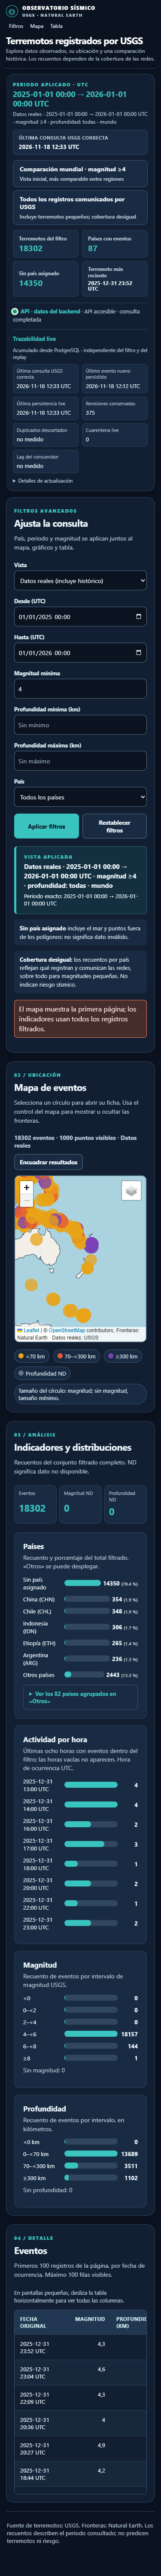 OBSERVATORIO SÍSMICO
USGS · NATURAL EARTH
Filtros Mapa Tabla
Terremotos registrados por USGS
Explora los observados, tu ubicación y una comparación histórica. Los recuentos
describen la cobertura de las redes.
PERIODO APLICADO · UTC
2025-01-01 00:00 →2026-01-01
00:00 UTC
Datos reales · 2025-01-01 00:00 →2026-01-01 00:00 UTC
· magnitud ≥4 · profundidad: todas · mundo
ÚLTIMA CONSULTA USGS CORRECTA
2026-11-18 12:33 UTC
Comparación mundial · magnitud ≥4
Vista inicial, más comparable entre regiones
Todos los registros comunicados por
USGS
Incluye terremotos pequeños; cobertura desigual
Terremotos del filtro
18302
Países con eventos
87
Sin país asignado
14350
Terremoto más
reciente
2025-12-31 23:52
UTC
API · datos del backend · API accesible · consulta
completada
Trazabilidad live
Acumulado desde PostgreSQL · independiente del filtro y del
replay
Última consulta USGS
correcta
2026-11-18 12:33 UTC
Último evento nuevo
persistido
2026-11-18 12:12 UTC
Última persistencia live
2026-11-18 12:33 UTC
Revisiones conservadas
375
Duplicados descartados
no medido
Cuarentena live
0
Lag del consumidor
no medido
▸ Detalles de actualización
FILTROS AVANZADOS
Ajusta la consulta
País, periodo y magnitud se aplican juntos al
mapa, gráficos y tabla.
Vista
Datos reales (incluye histórico)
Desde (UTC)
01/01/2025 00:00
Hasta (UTC)
01/01/2026 00:00
Magnitud mínima
4
Profundidad mínima (km)
Sin mínimo
Profundidad máxima (km)
Sin máximo
País
Todos los países
Aplicar filtros
Restablecer
filtros
VISTA APLICADA
Datos reales · 2025-01-01 00:00 →
2026-01-01 00:00 UTC · magnitud ≥4
· profundidad: todas · mundo
Periodo exacto: 2025-01-01 00:00 →2026-01-
01 00:00 UTC
Sin país asignado incluye el mar y puntos fuera
de los polígonos; no significa dato inválido.
Cobertura desigual: los recuentos por país
reflejan qué registran y comunican las redes,
sobre todo para magnitudes pequeñas. No
indican riesgo sísmico.
El mapa muestra la primera página; los
indicadores usan todos los registros
filtrados.
02 / UBICACIÓN
Mapa de eventos
Selecciona un círculo para abrir su ficha. Usa el
control de capas para mostrar u ocultar las
fronteras.
18302 eventos · 1000 puntos visibles · Datos
reales
Encuadrar resultados
+
−
Leaflet | © OpenStreetMap contributors, Fronteras:
Natural Earth · Datos reales: USGS
<70 km
70–<300 km
≥300 km
Profundidad ND
Tamaño del círculo: magnitud; sin magnitud,
tamaño mínimo.
03 / ANÁLISIS
Indicadores y distribuciones
Recuentos del conjunto filtrado completo. ND
significa dato no disponible.
Eventos
18302
Magnitud ND
0
Profundidad
ND
0
Países
Recuento y porcentaje del total filtrado.
«Otros» se puede desplegar.
Sin país
asignado
14350 (78.4 %)
China (CHN)
354 (1.9 %)
Chile (CHL)
348 (1.9 %)
Indonesia
(IDN)
306 (1.7 %)
Etiopía (ETH)
265 (1.4 %)
Argentina
(ARG)
236 (1.3 %)
Otros países
2443 (13.3 %)
▸ Ver los 82 países agrupados en
«Otros»
Actividad por hora
Últimas ocho horas con eventos dentro del
filtro; las horas vacías no aparecen. Hora
de ocurrencia UTC.
2025-12-31
13:00 UTC
4
2025-12-31
14:00 UTC
4
2025-12-31
16:00 UTC
2
2025-12-31
17:00 UTC
3
2025-12-31
18:00 UTC
1
2025-12-31
20:00 UTC
2
2025-12-31
22:00 UTC
1
2025-12-31
23:00 UTC
2
Magnitud
Recuento de eventos por intervalo de
magnitud USGS.
<0
0
0–<2
0
2–<4
0
4–<6
18157
6–<8
144
≥8
1
Sin magnitud: 0
Profundidad
Recuento de eventos por intervalo, en
kilómetros.
<0 km
0
0–<70 km
13689
70–<300 km
3511
≥300 km
1102
Sin profundidad: 0
04 / DETALLE
Eventos
Primeros 100 registros de la página, por fecha de
ocurrencia. Máximo 100 filas visibles.
En pantallas pequeñas, desliza la tabla
horizontalmente para ver todas las columnas.
FECHA
ORIGINAL
MAGNITUD
PROFUNDIDAD
(KM)
2025-12-31
23:52 UTC
4,3
2025-12-31
23:04 UTC
4,6
2025-12-31
22:09 UTC
4,3
2025-12-31
20:36 UTC
4
2025-12-31
20:27 UTC
4,9
2025-12-31
18:44 UTC
4,2
Fuente de terremotos: USGS. Fronteras: Natural Earth. Los
recuentos describen el periodo consultado; no predicen
terremotos ni riesgo.